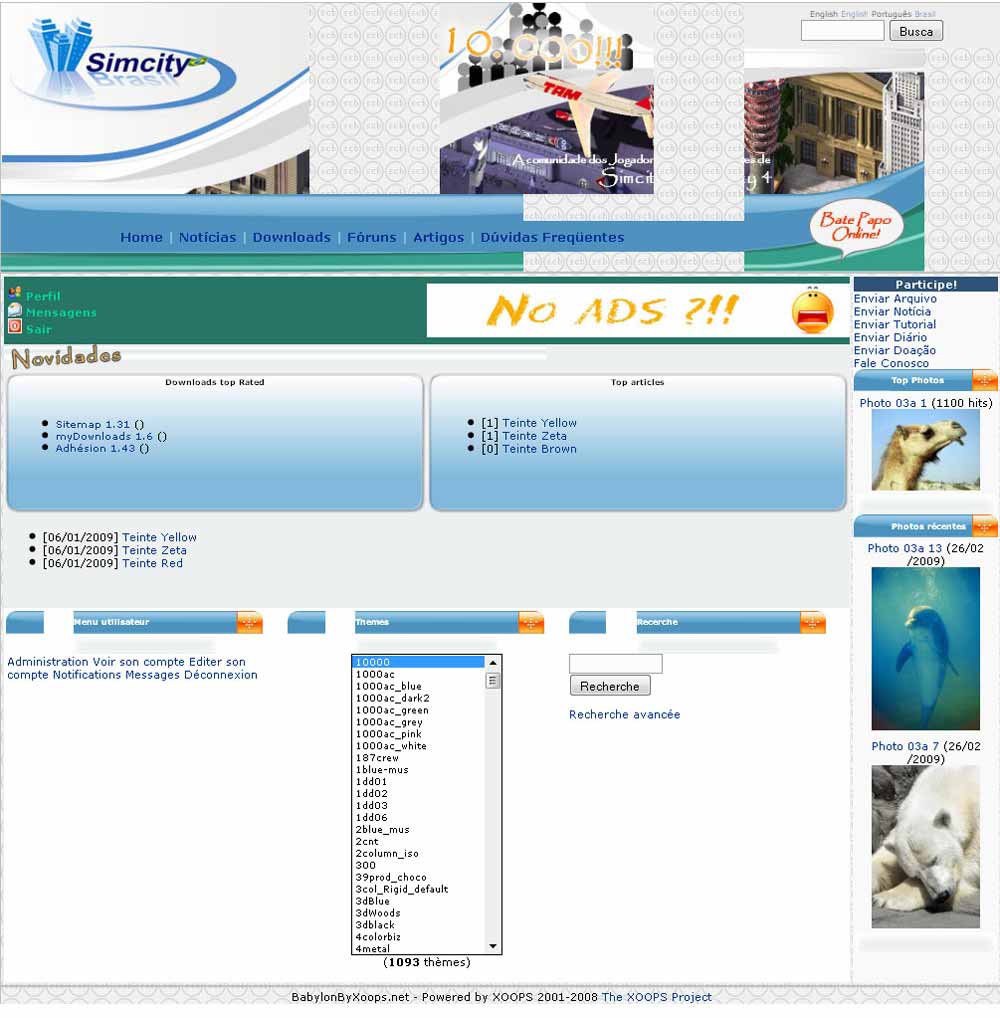 English English Português Brasil
Busca
Simcity
Brasil
10.000!!!
TAM
A comunidade dos Jogador
es de
Simcit
y 4
Home | Notícias | Downloads | Fóruns | Artigos | Dúvidas Freqüentes
Bate Papo
Online!
Perfil
Mensagens
Sair
No ADS ?!!
Novidades
Downloads top Rated
Sitemap 1.31 ()
myDownloads 1.6 ()
Adhésion 1.43 ()
Top articles
[1] Teinte Yellow
[1] Teinte Zeta
[0] Teinte Brown
[06/01/2009] Teinte Yellow
[06/01/2009] Teinte Zeta
[06/01/2009] Teinte Red
Participe!
Enviar Arquivo
Enviar Notícia
Enviar Tutorial
Enviar Diário
Enviar Doação
Fale Conosco
Top Photos
Photo 03a 1 (1100 hits)
Photos récentes
Photo 03a 13 (26/02
/2009)
Photo 03a 7 (26/02
/2009)
Menu utilisateur
Administration Voir son compte Editer son
compte Notifications Messages Déconnexion
Themes
10000
1000ac
1000ac_blue
1000ac_dark2
1000ac_green
1000ac_grey
1000ac_pink
1000ac_white
187crew
1blue-mus
1dd01
1dd02
1dd03
1dd06
2blue_mus
2cnt
2column_iso
300
39prod_choco
3col_Rigid_default
3dBlue
3dWoods
3dblack
4colorbiz
4metal
(1093 thèmes)
Recerche
Recherche
Recherche avancée
BabylonByXoops.net - Powered by XOOPS 2001-2008 The XOOPS Project